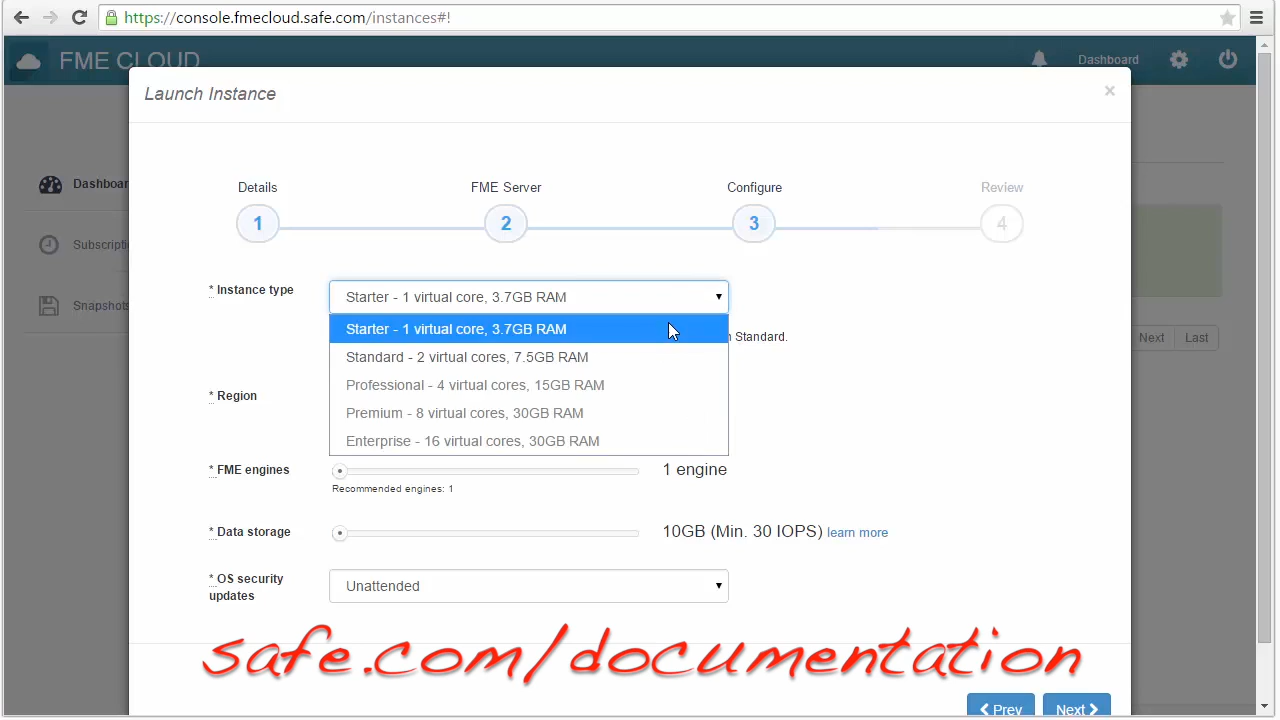 https://console.fmecloud.safe.com/instances#!
FME CLOUD
Dashboard
Launch Instance
×
Details
FME Server
Configure
Review
1
2
3
4
Dashboar
Subscripti
Snapshots
* Instance type
Starter - 1 virtual core, 3.7GB RAM
Starter - 1 virtual core, 3.7GB RAM
Standard - 2 virtual cores, 7.5GB RAM
Professional - 4 virtual cores, 15GB RAM
Premium - 8 virtual cores, 30GB RAM
Enterprise - 16 virtual cores, 30GB RAM
Standard.
Next
Last
* Region
* FME engines
1 engine
Recommended engines: 1
* Data storage
10GB (Min. 30 IOPS) learn more
* OS security
updates
Unattended
safe.com/documentation
Prev
Next